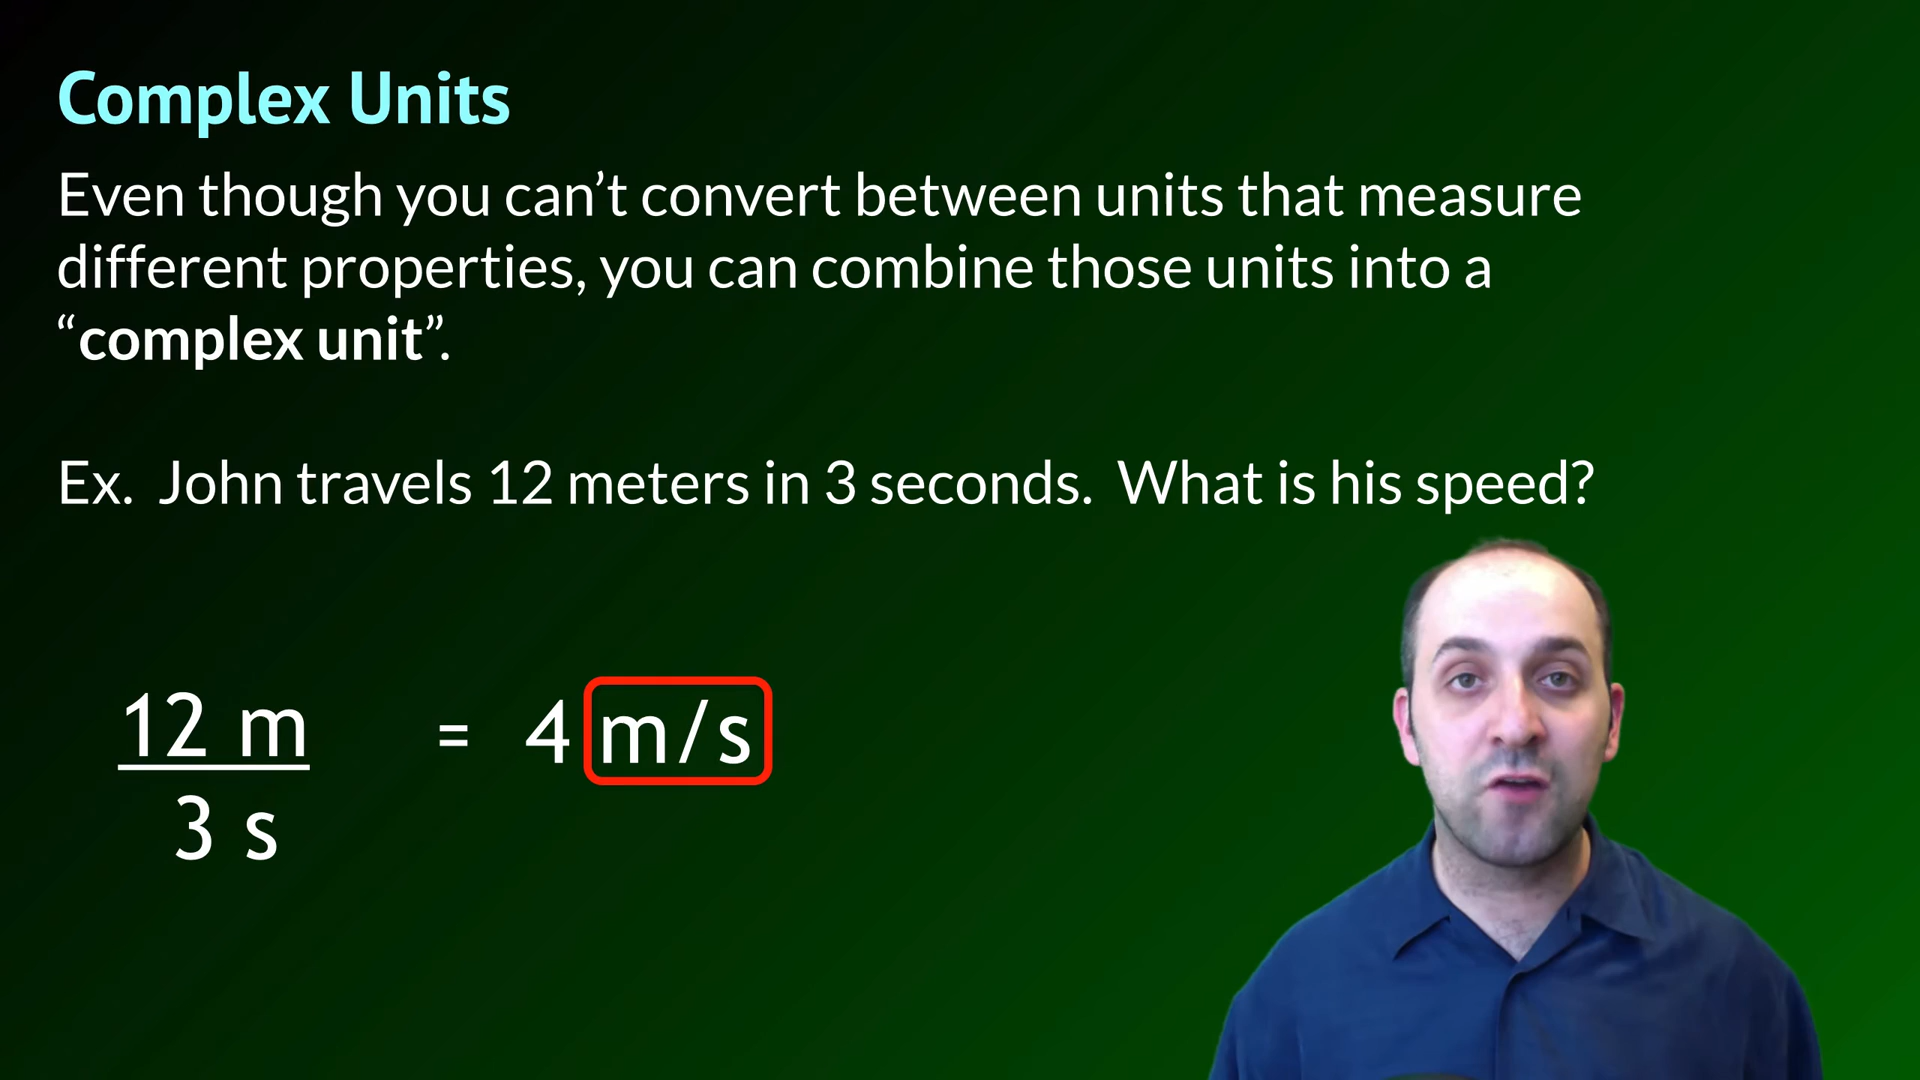 Complex Units
Even though you can’t convert between units that measure
different properties, you can combine those units into a
“complex unit”.
Ex. John travels 12 meters in 3 seconds. What is his speed?
12 m
3 s
= 4 m/s